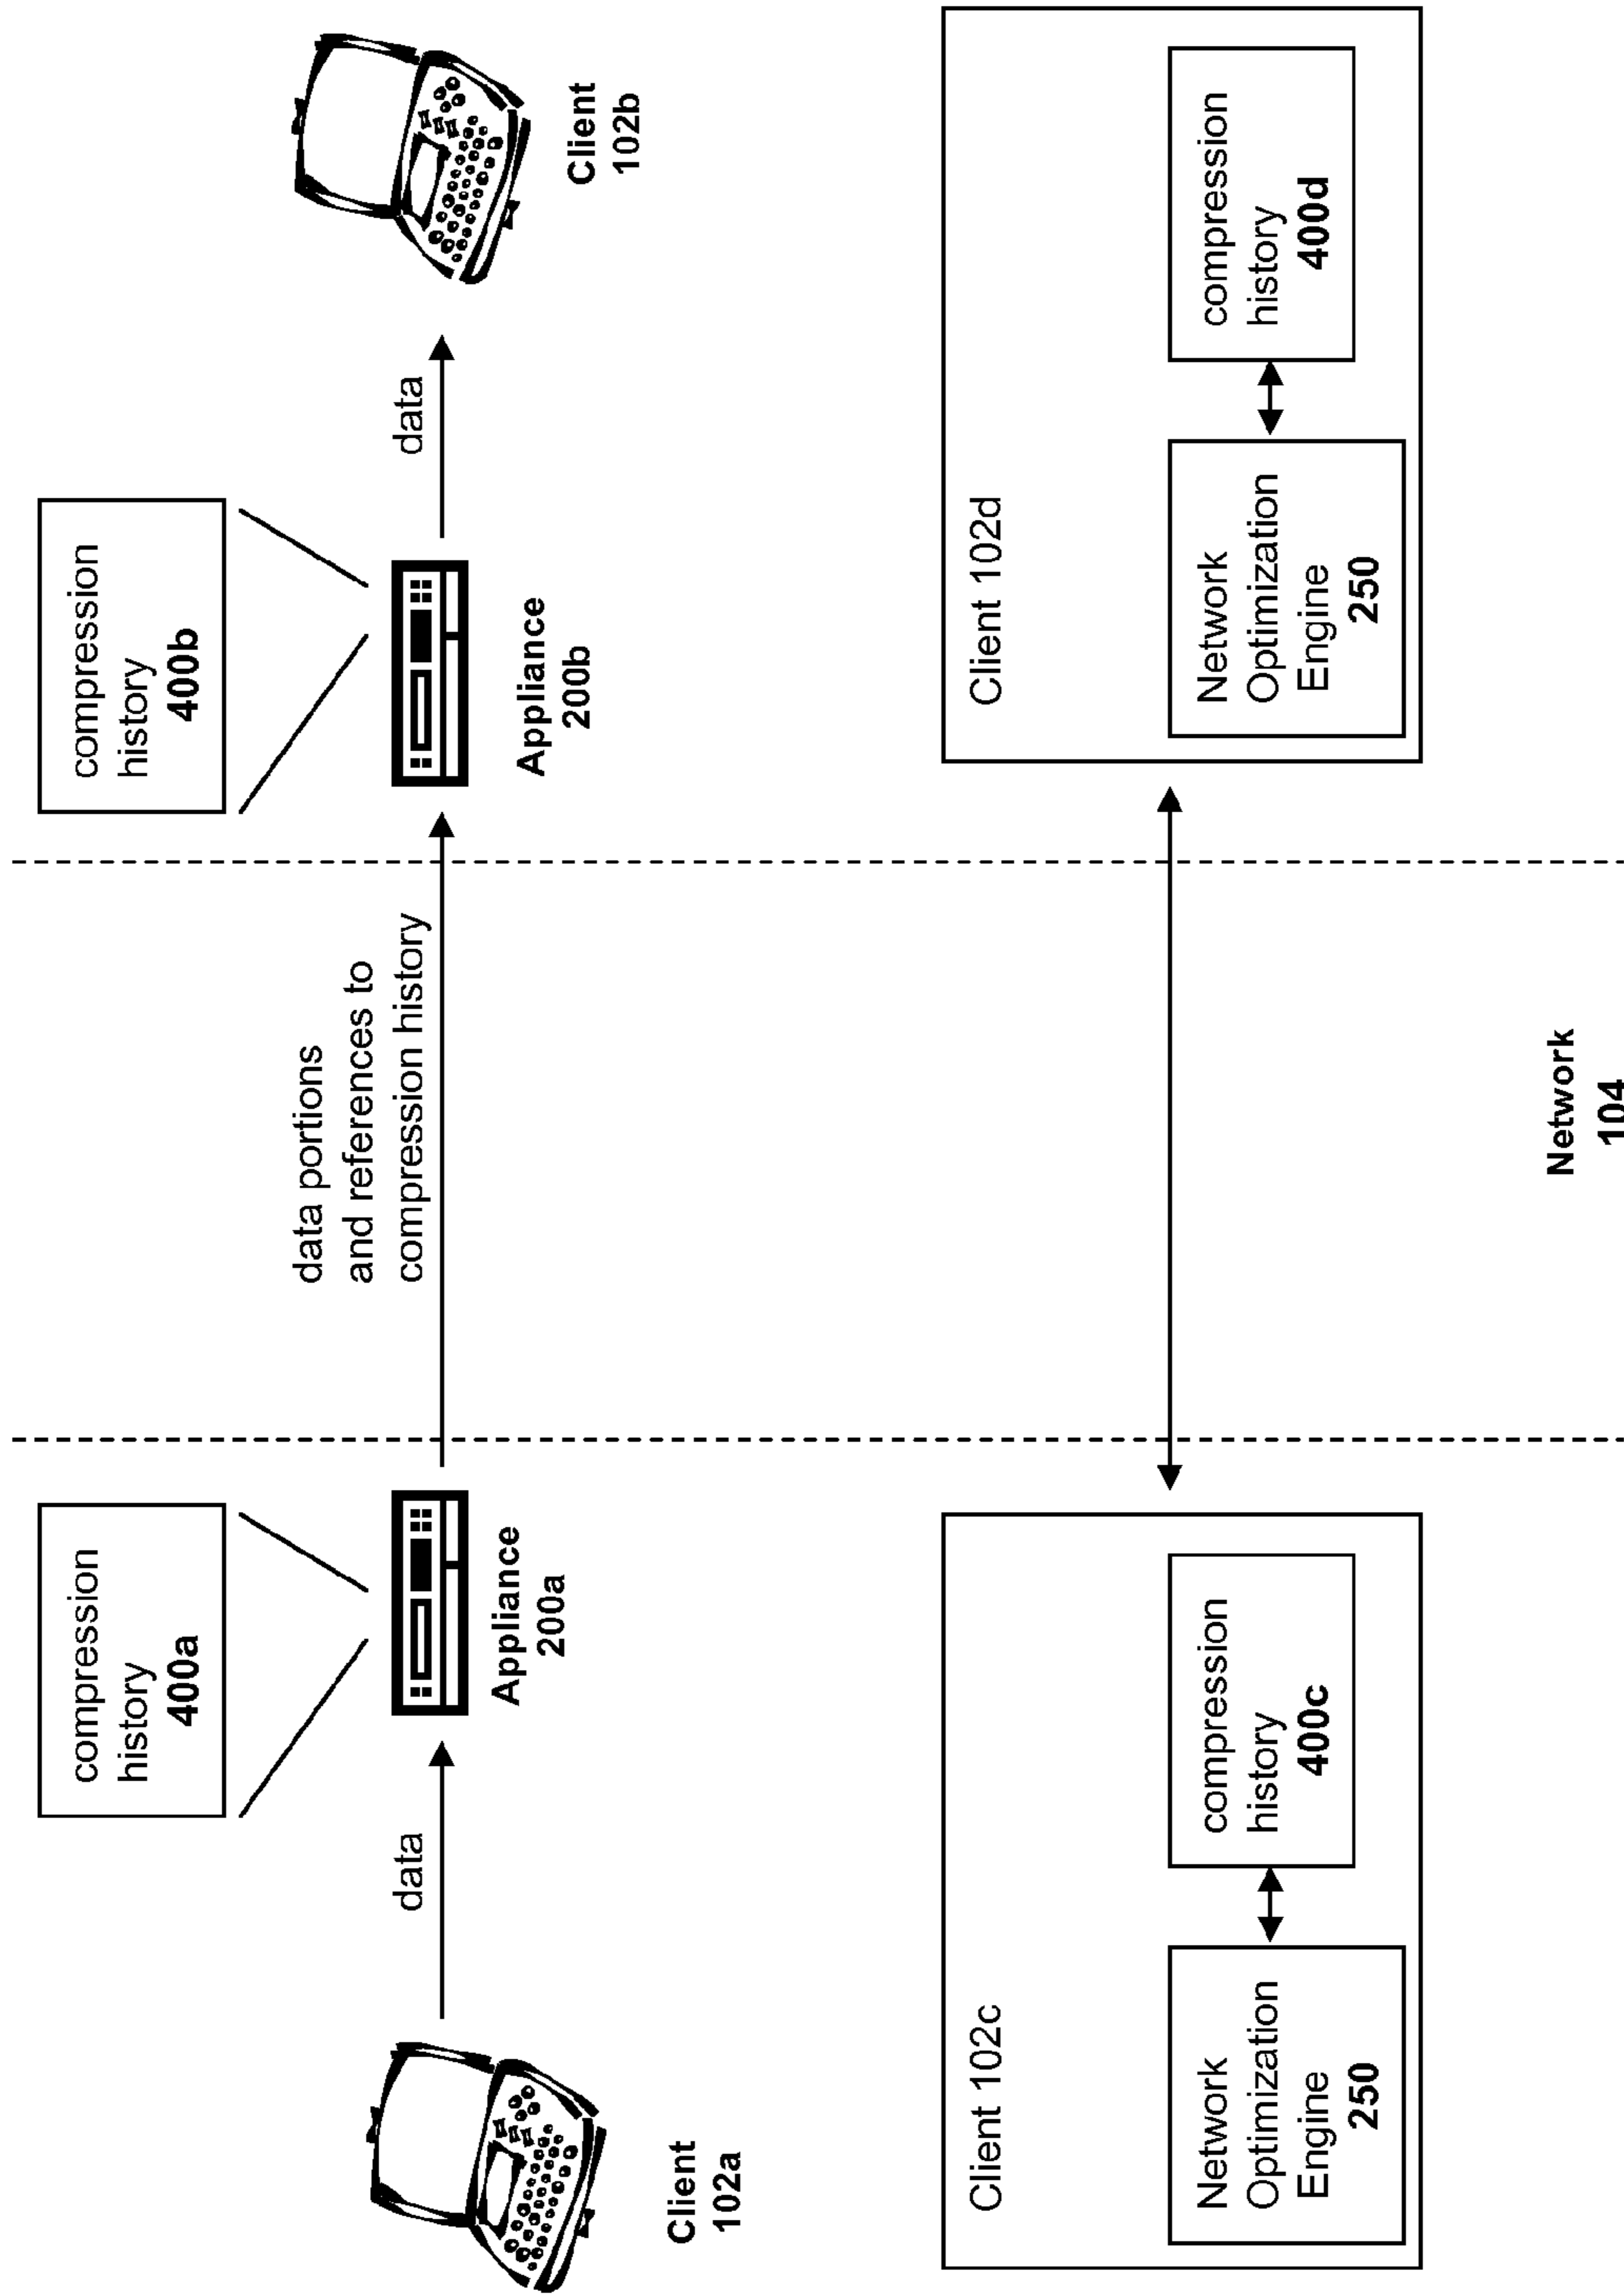 compression
history
400a
compression
history
400b
data
data portions
and references to
compression history
data
Client
102a
Appliance
200a
Appliance
200b
Client
102b
Client 102c
Network
Optimization
Engine
250
compression
history
400c
Client 102d
Network
Optimization
Engine
250
compression
history
400d
Network
104